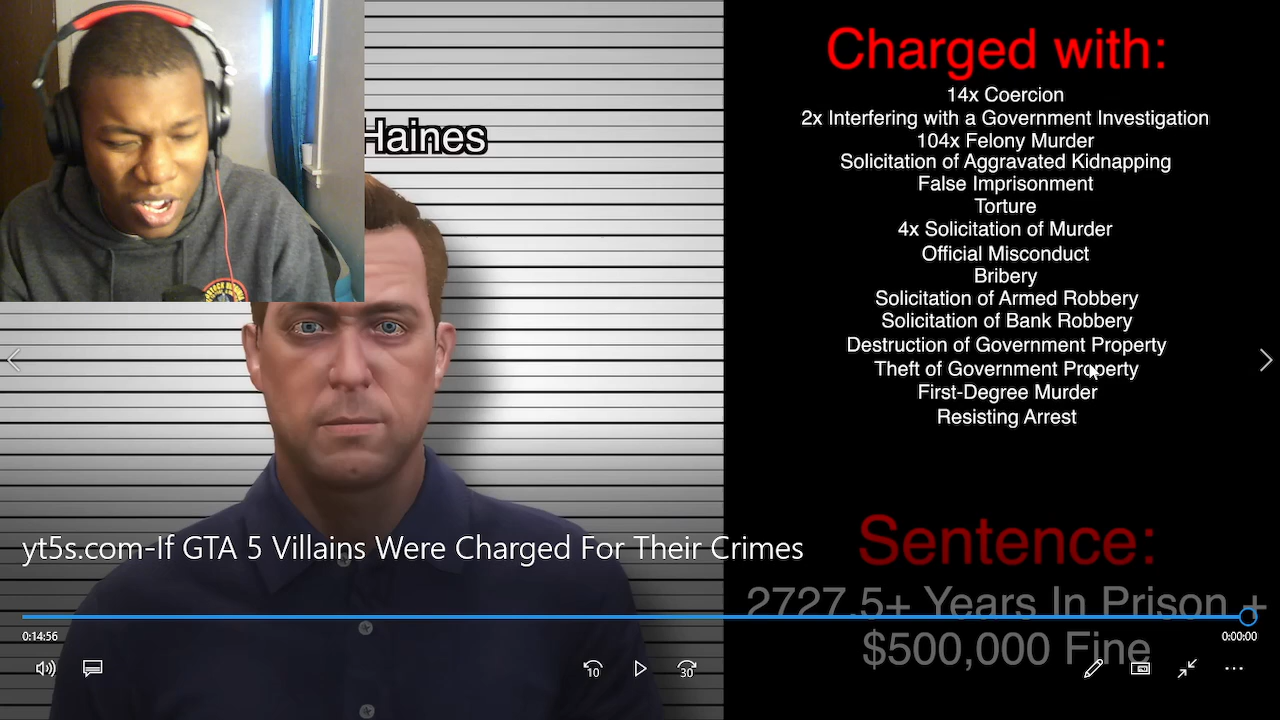 Charged with:
14x Coercion
2x Interfering with a Government Investigation
Haines
104x Felony Murder
Solicitation of Aggravated Kidnapping
False Imprisonment
Torture
4x Solicitation of Murder
Official Misconduct
Bribery
Solicitation of Armed Robbery
Solicitation of Bank Robbery
Destruction of Government Property
Theft of Government Property
First-Degree Murder
Resisting Arrest
yt5s.com-If GTA 5 Villains Were Charged For Their Crimes
Sentence:
2727.5+ Years In Prison +
$500,000 Fine
0:14:56
0:00:00
10
30